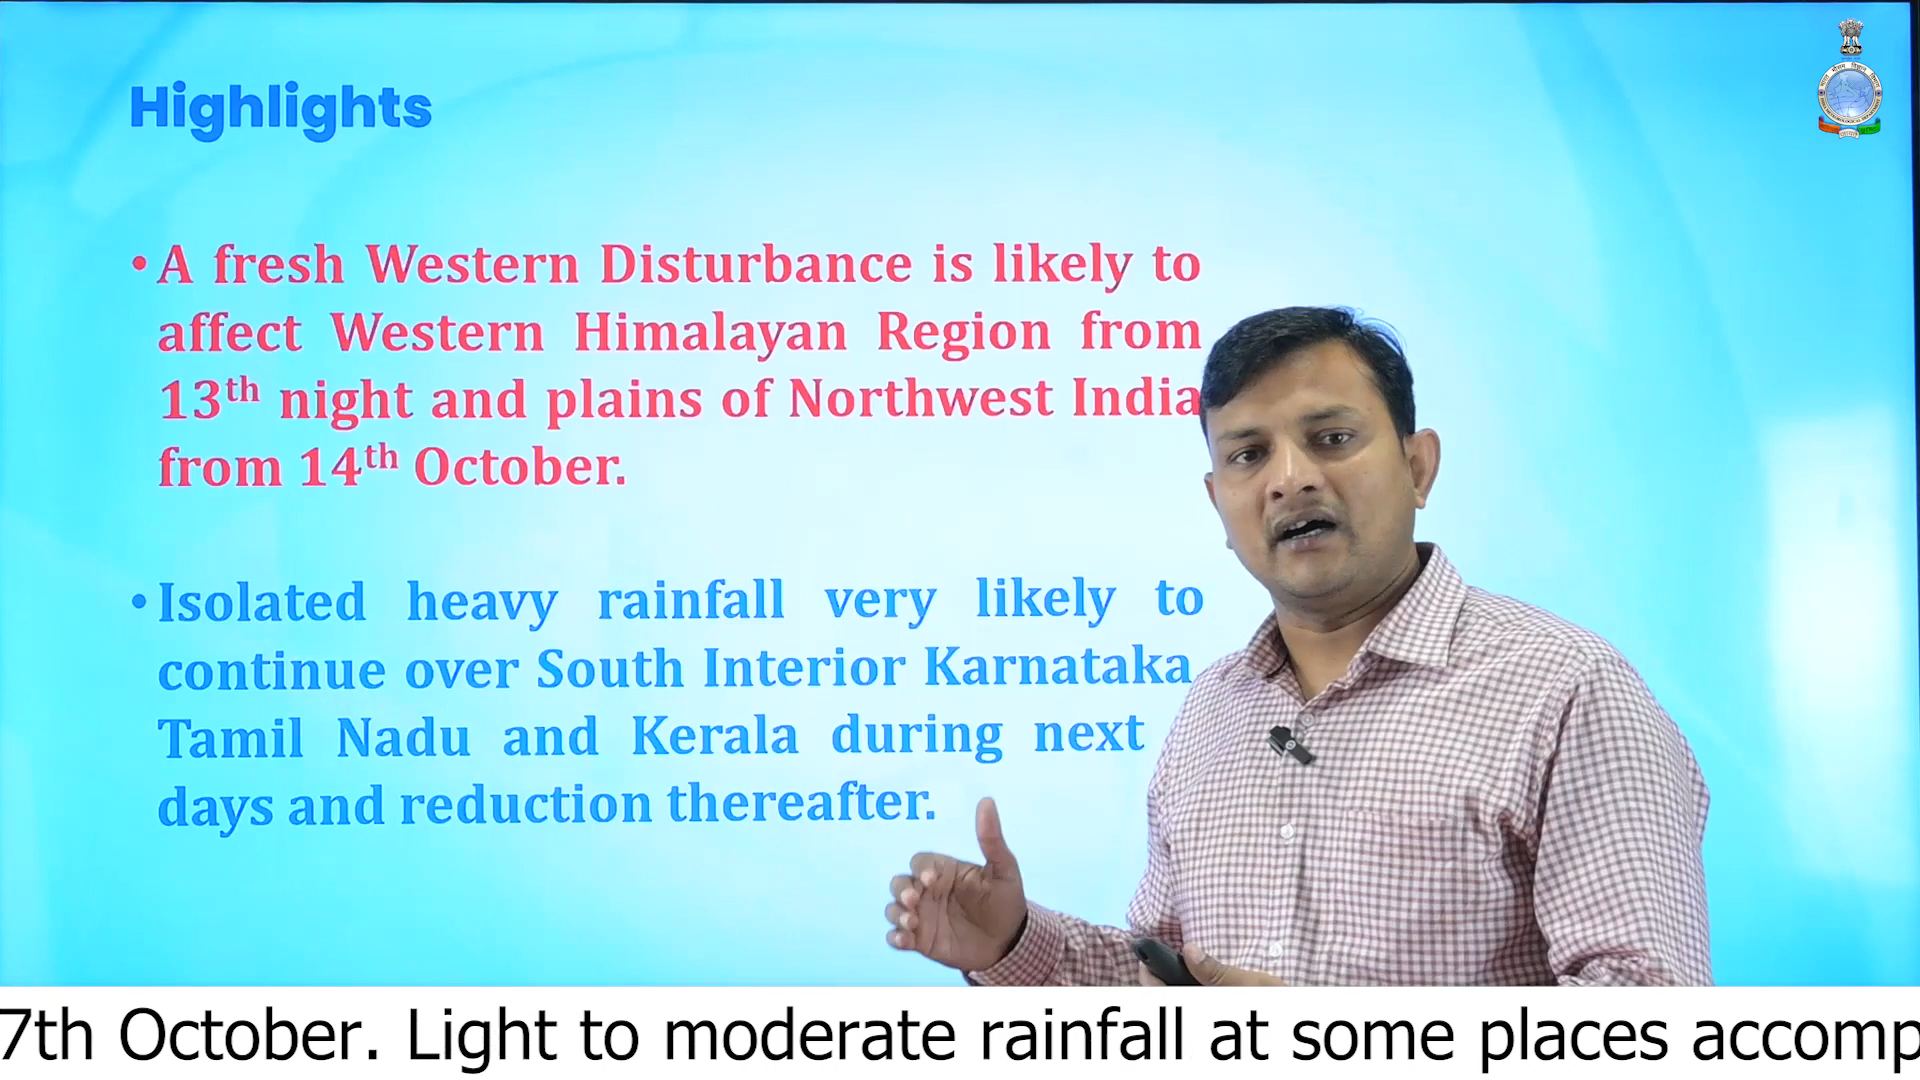 Highlights
• A fresh Western Disturbance is likely to
affect Western Himalayan Region from
13th night and plains of Northwest India
from 14th October.
• Isolated heavy rainfall very likely to
continue over South Interior Karnataka
Tamil Nadu and Kerala during next
days and reduction thereafter.
7th October. Light to moderate rainfall at some places accomp